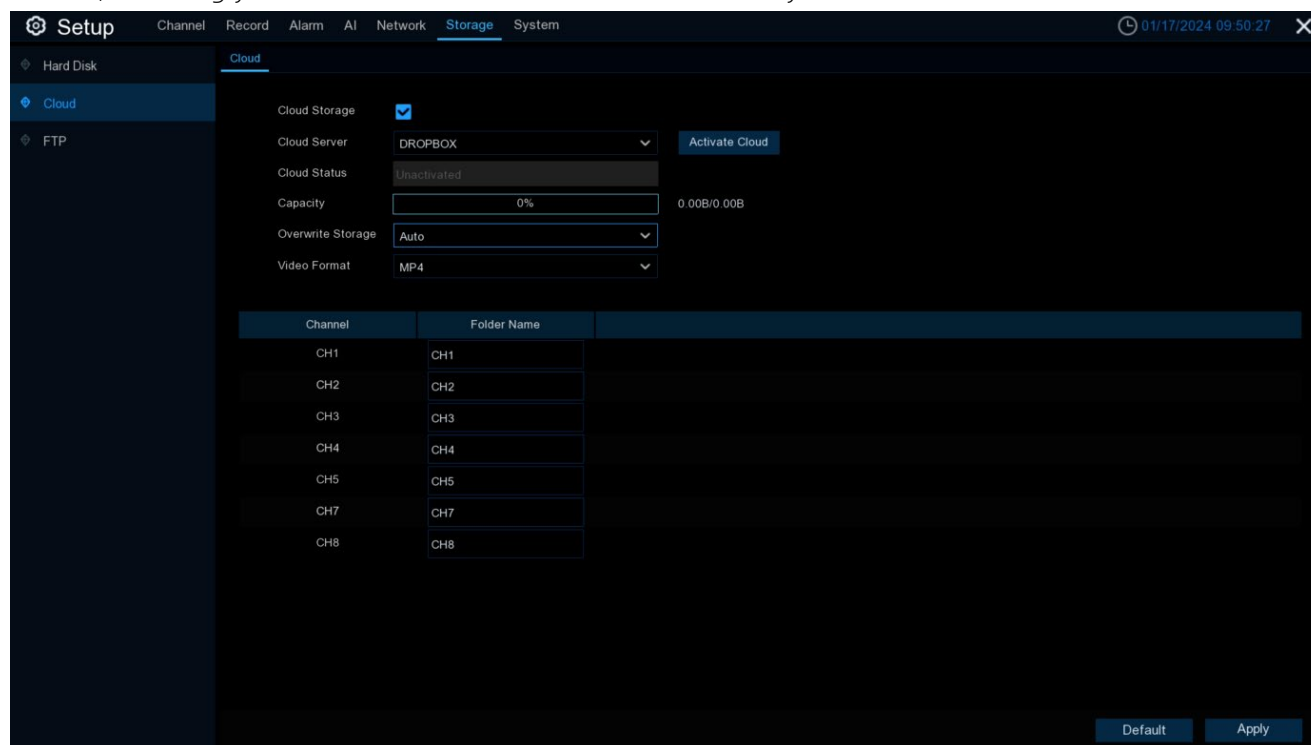 Setup Channel Record Alarm AI Network Storage System 01/17/2024 09:50:27
Hard Disk
Cloud
FTP
Cloud
Cloud Storage
Cloud Server DROPBOX Activate Cloud
Cloud Status Unactivated
Capacity 0% 0.00B/0.00B
Overwrite Storage Auto
Video Format MP4
Channel Folder Name
CH1 CH1
CH2 CH2
CH3 CH3
CH4 CH4
CH5 CH5
CH7 CH7
CH8 CH8
Default Apply